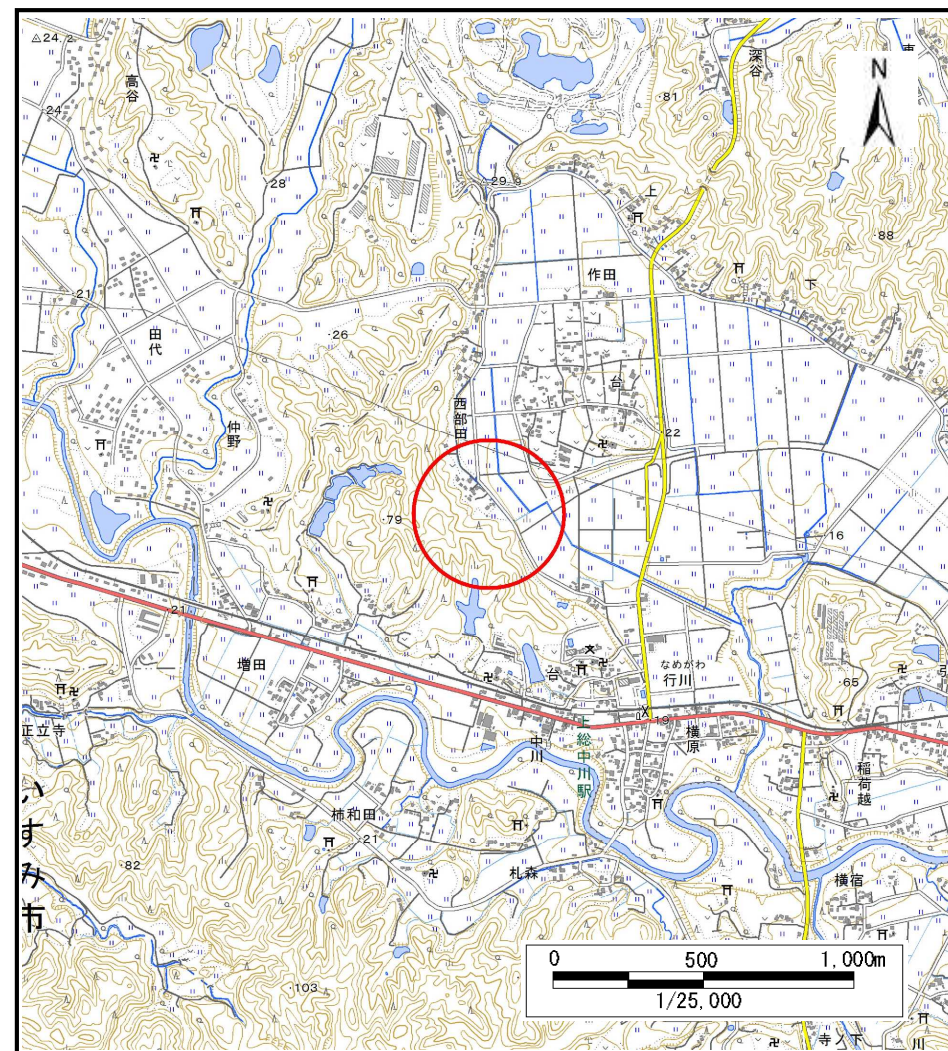 24.2
高谷
深谷
・81
N
24
上
28
29
作田
・88
下
21
・26
田代
台
西部田
仲野
22
・79
・16
21
なめがわ
行川
増田
台
・65
19
横原
正立寺
中川
上総中川駅
稲荷越
いすみ市
柿和田
・21
・82
札森
横宿
0 500 1,000m
1/25,000
・103
寺ノ下
川